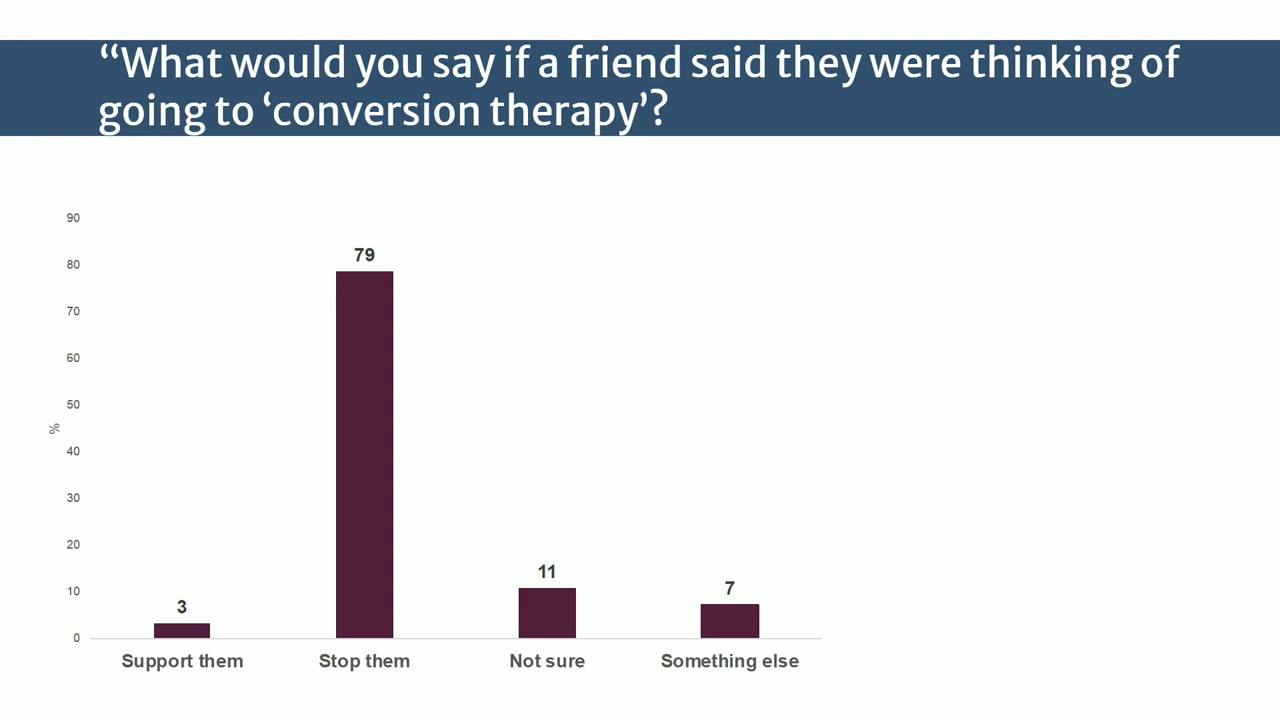 “What would you say if a friend said they were thinking of
going to ‘conversion therapy’?
90
80
70
60
50
40
30
20
10
0
%
3
79
11
7
Support them
Stop them
Not sure
Something else